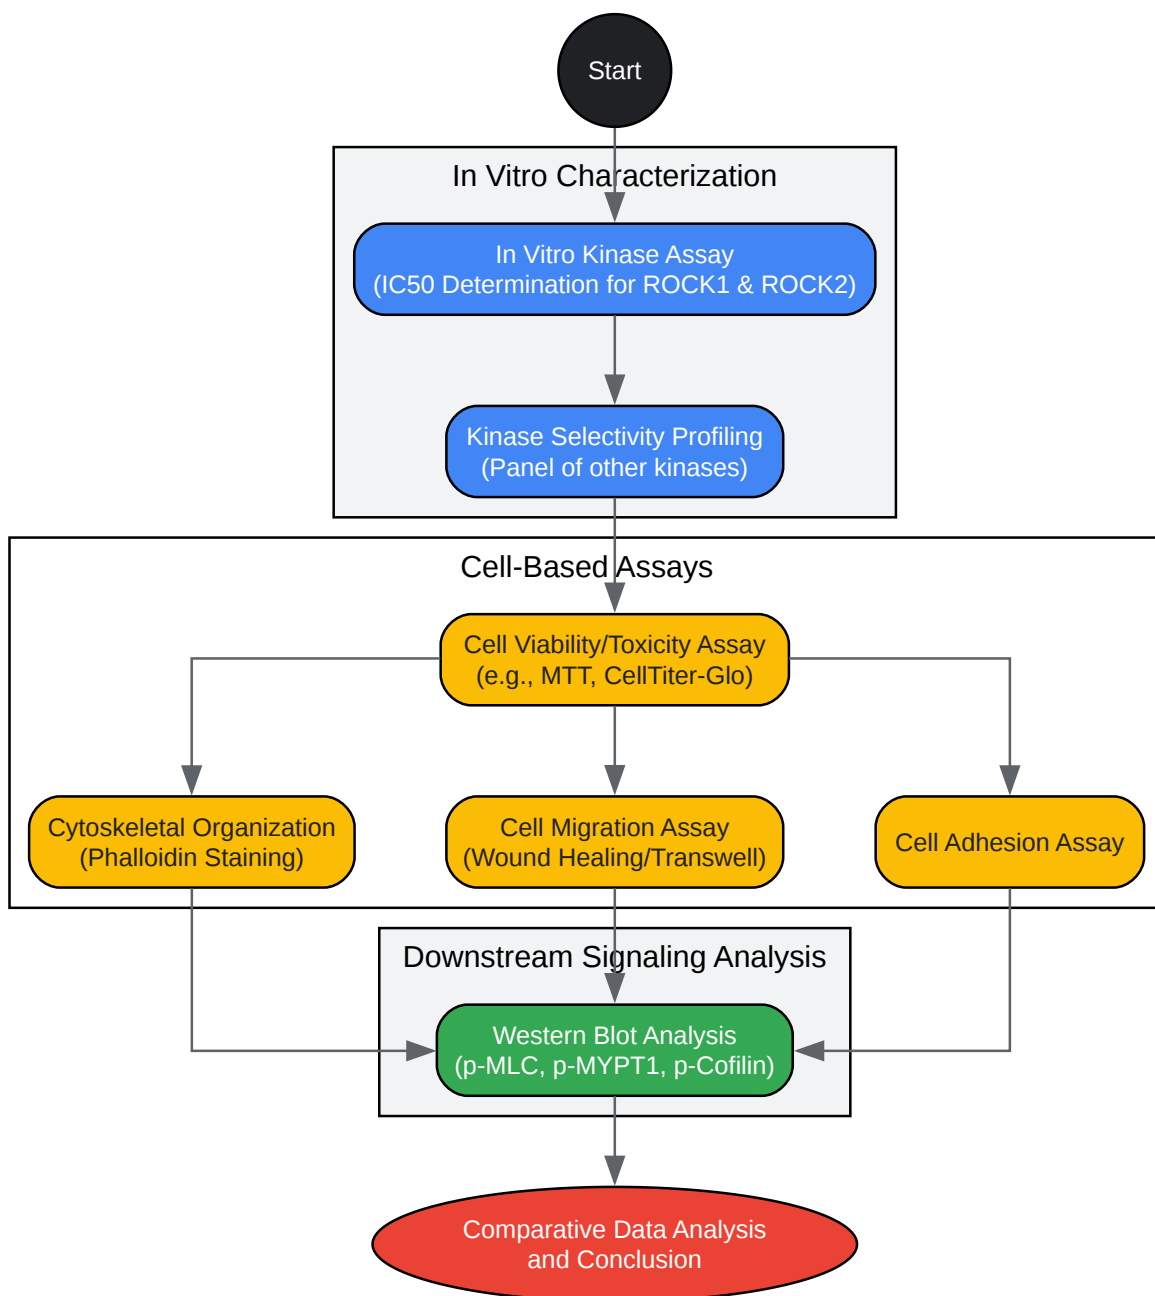 Start
In Vitro Characterization
In Vitro Kinase Assay
(IC50 Determination for ROCK1 & ROCK2)
Kinase Selectivity Profiling
(Panel of other kinases)
Cell-Based Assays
Cell Viability/Toxicity Assay
(e.g., MTT, CellTiter-Glo)
Cytoskeletal Organization
(Phalloidin Staining)
Cell Migration Assay
(Wound Healing/Transwell)
Cell Adhesion Assay
Downstream Signaling Analysis
Western Blot Analysis
(p-MLC, p-MYPT1, p-Cofilin)
Comparative Data Analysis
and Conclusion